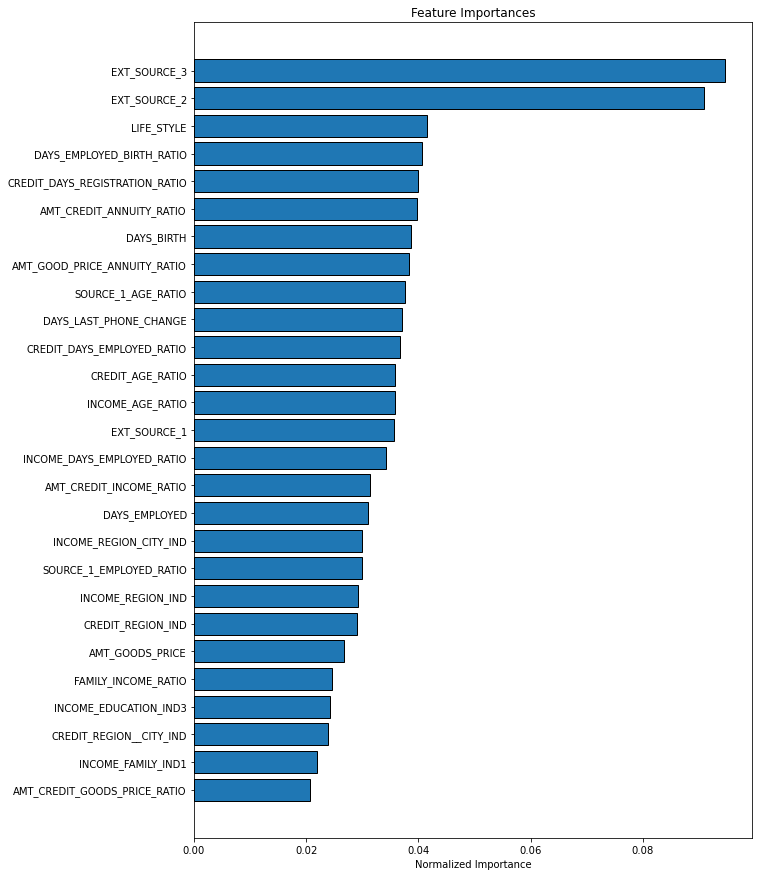 Feature Importances
EXT_SOURCE_3
EXT_SOURCE_2
LIFE_STYLE
DAYS_EMPLOYED_BIRTH_RATIO
CREDIT_DAYS_REGISTRATION_RATIO
AMT_CREDIT_ANNUITY_RATIO
DAYS_BIRTH
AMT_GOOD_PRICE_ANNUITY_RATIO
SOURCE_1_AGE_RATIO
DAYS_LAST_PHONE_CHANGE
CREDIT_DAYS_EMPLOYED_RATIO
CREDIT_AGE_RATIO
INCOME_AGE_RATIO
EXT_SOURCE_1
INCOME_DAYS_EMPLOYED_RATIO
AMT_CREDIT_INCOME_RATIO
DAYS_EMPLOYED
INCOME_REGION_CITY_IND
SOURCE_1_EMPLOYED_RATIO
INCOME_REGION_IND
CREDIT_REGION_IND
AMT_GOODS_PRICE
FAMILY_INCOME_RATIO
INCOME_EDUCATION_IND3
CREDIT_REGION__CITY_IND
INCOME_FAMILY_IND1
AMT_CREDIT_GOODS_PRICE_RATIO
0.00 0.02 0.04 0.06 0.08
Normalized Importance